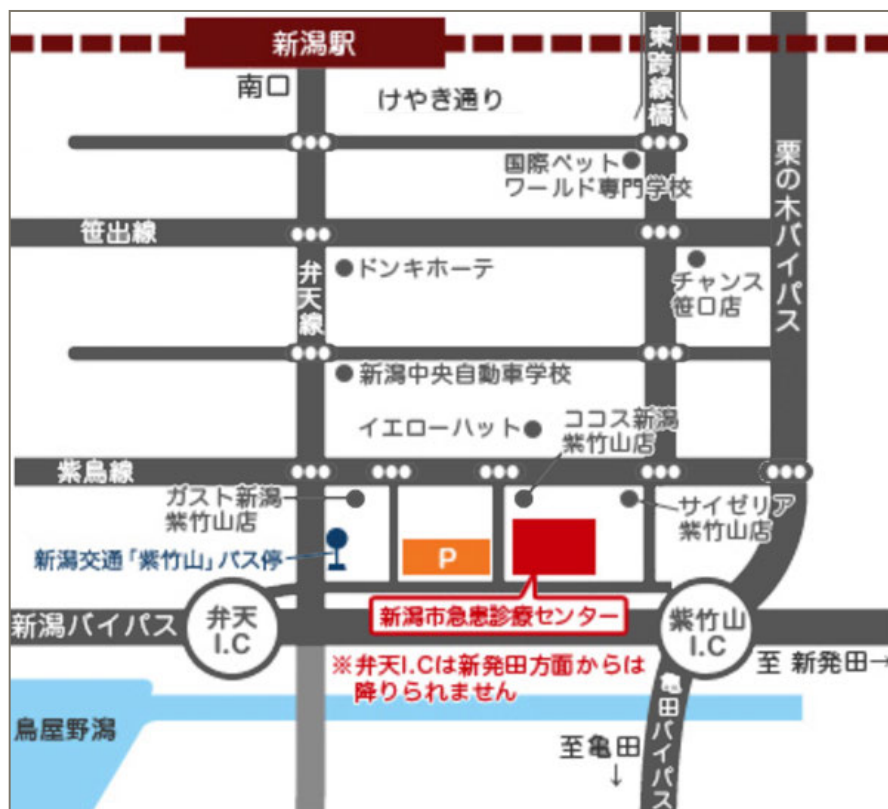 新潟駅
南口
けやき通り
東跨線橋
国際ペット
ワールド専門学校
栗の木バイパス
笹出線
弁天線
ドンキホーテ
チャンス
笹口店
新潟中央自動車学校
イエローハット
ココス新潟
紫竹山店
紫鳥線
ガスト新潟
紫竹山店
サイゼリア
紫竹山店
新潟交通「紫竹山」バス停
P
新潟バイパス
弁天
I.C
新潟市急患診療センター
紫竹山
I.C
※弁天I.Cは新発田方面からは
降りられません
至 新発田→
亀田バイパス
鳥屋野潟
至亀田
↓